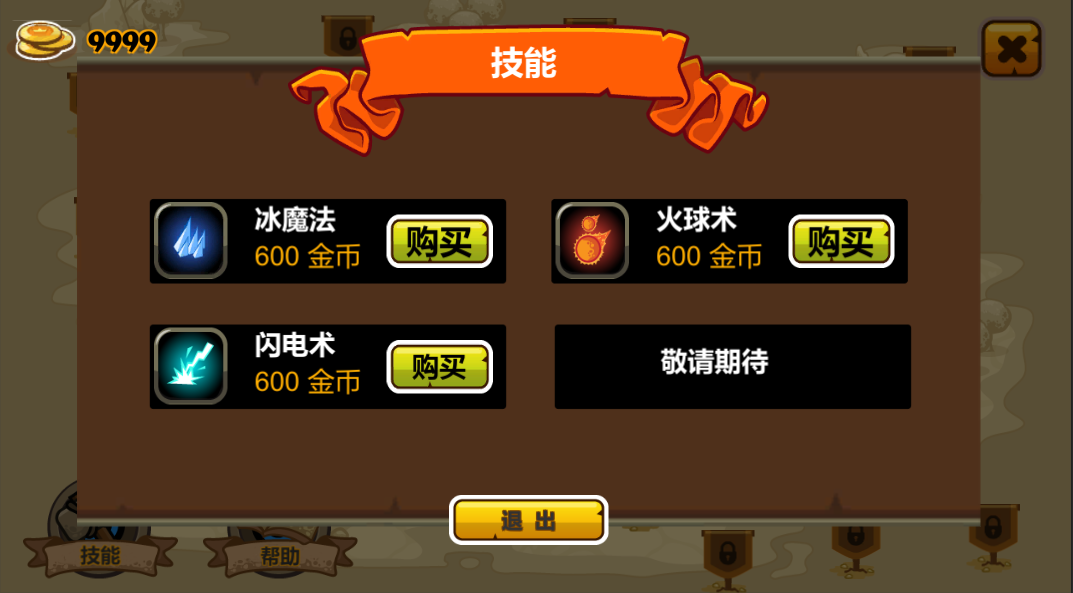 9999
技能
冰魔法
600 金币
购买
火球术
600 金币
购买
闪电术
600 金币
购买
敬请期待
退 出
技能
帮助